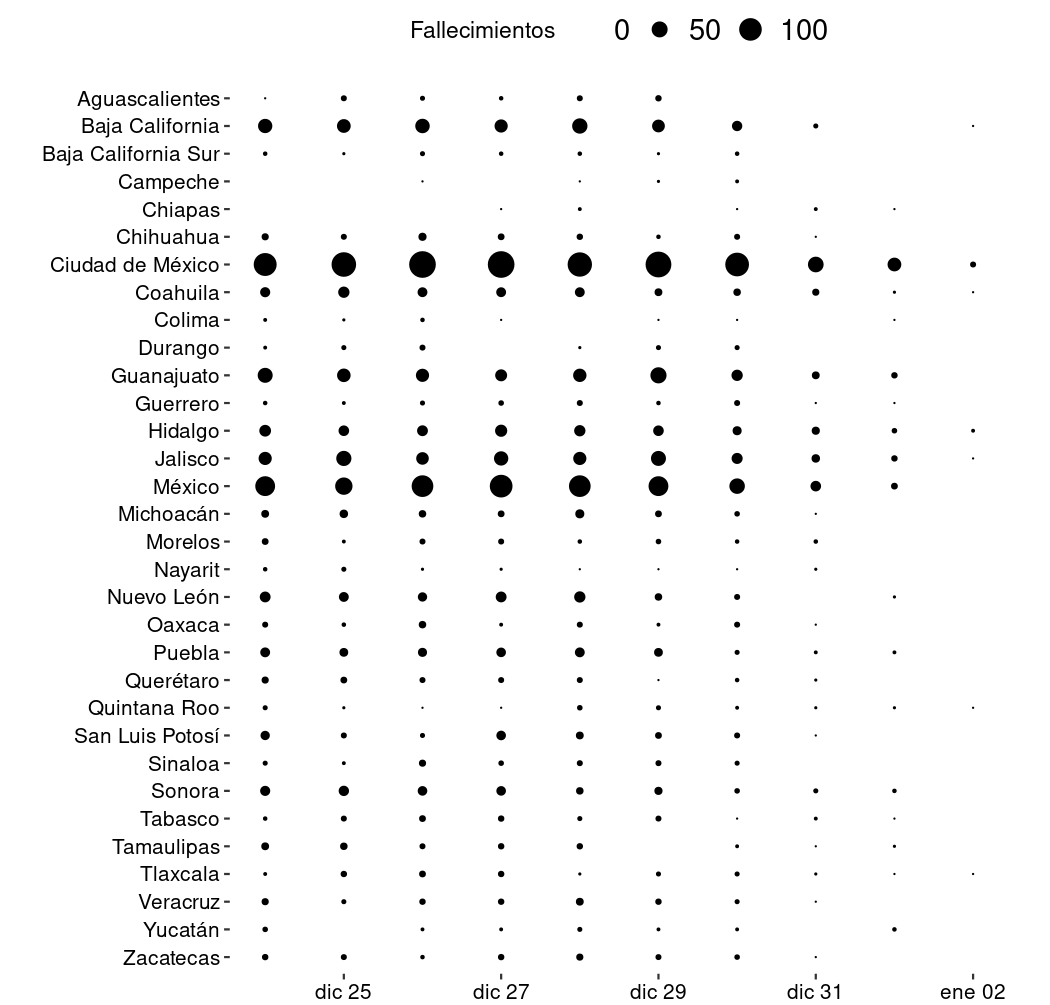 Fallecimientos 0 50 100
Aguascalientes
Baja California
Baja California Sur
Campeche
Chiapas
Chihuahua
Ciudad de México
Coahuila
Colima
Durango
Guanajuato
Guerrero
Hidalgo
Jalisco
México
Michoacán
Morelos
Nayarit
Nuevo León
Oaxaca
Puebla
Querétaro
Quintana Roo
San Luis Potosí
Sinaloa
Sonora
Tabasco
Tamaulipas
Tlaxcala
Veracruz
Yucatán
Zacatecas
dic 25 dic 27 dic 29 dic 31 ene 02